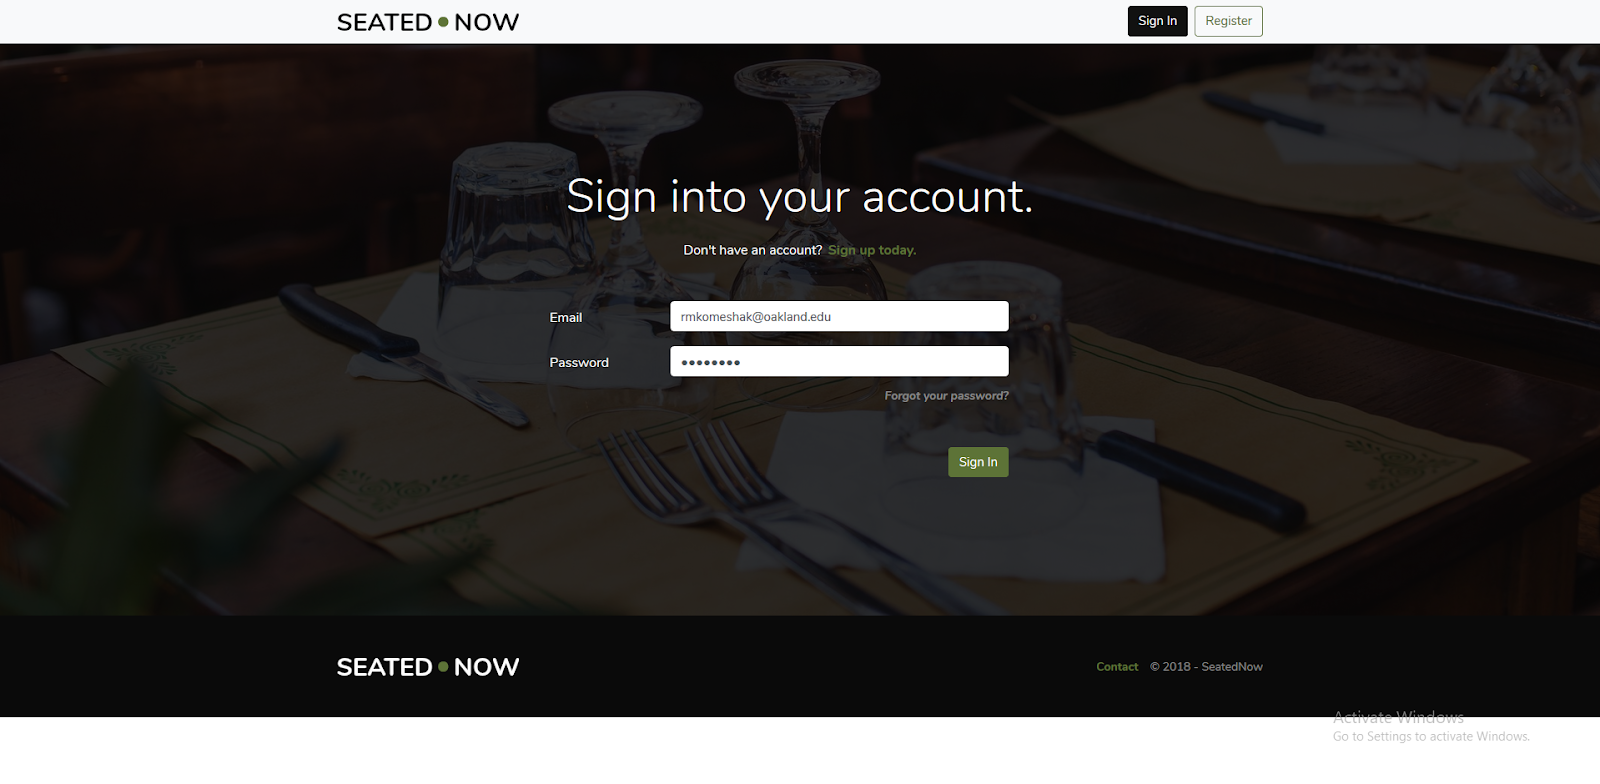 SEATED • NOW
Sign In
Register
Sign into your account.
Don't have an account? Sign up today.
Email
rmkomeshak@oakland.edu
Password
••••••••
Forgot your password?
Sign In
SEATED • NOW
Contact © 2018 - SeatedNow
Activate Windows
Go to Settings to activate Windows.